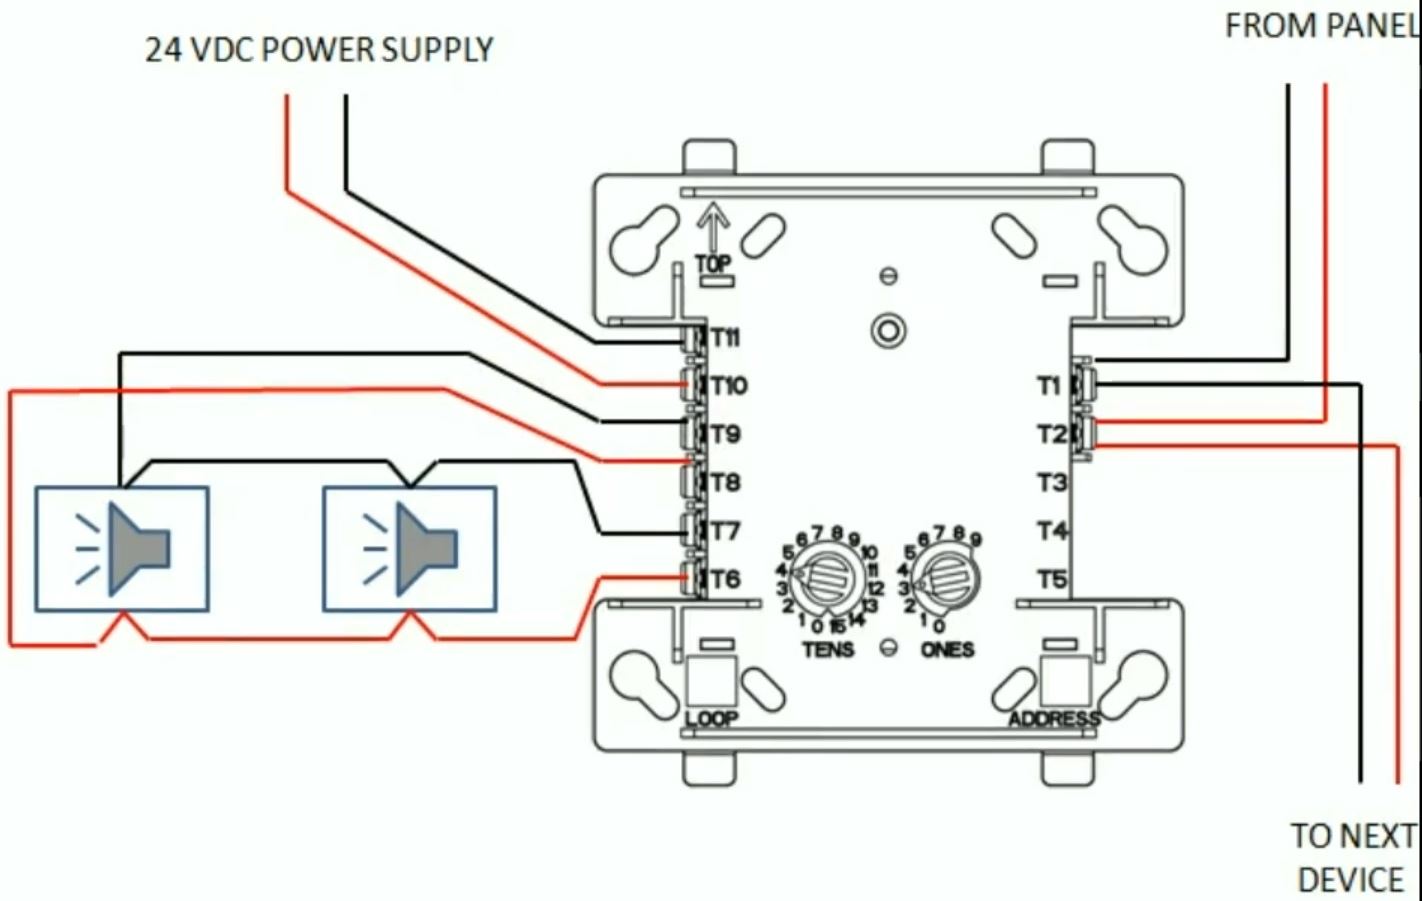 24 VDC POWER SUPPLY
FROM PANEL
TOP
T11
T10
T9
T8
T7
T6
T1
T2
T3
T4
T5
0 1 2 3 4 5 6 7 8 9 10 11 12 13 14 15
TENS
0 1 2 3 4 5 6 7 8 9
ONES
LOOP
ADDRESS
TO NEXT
DEVICE